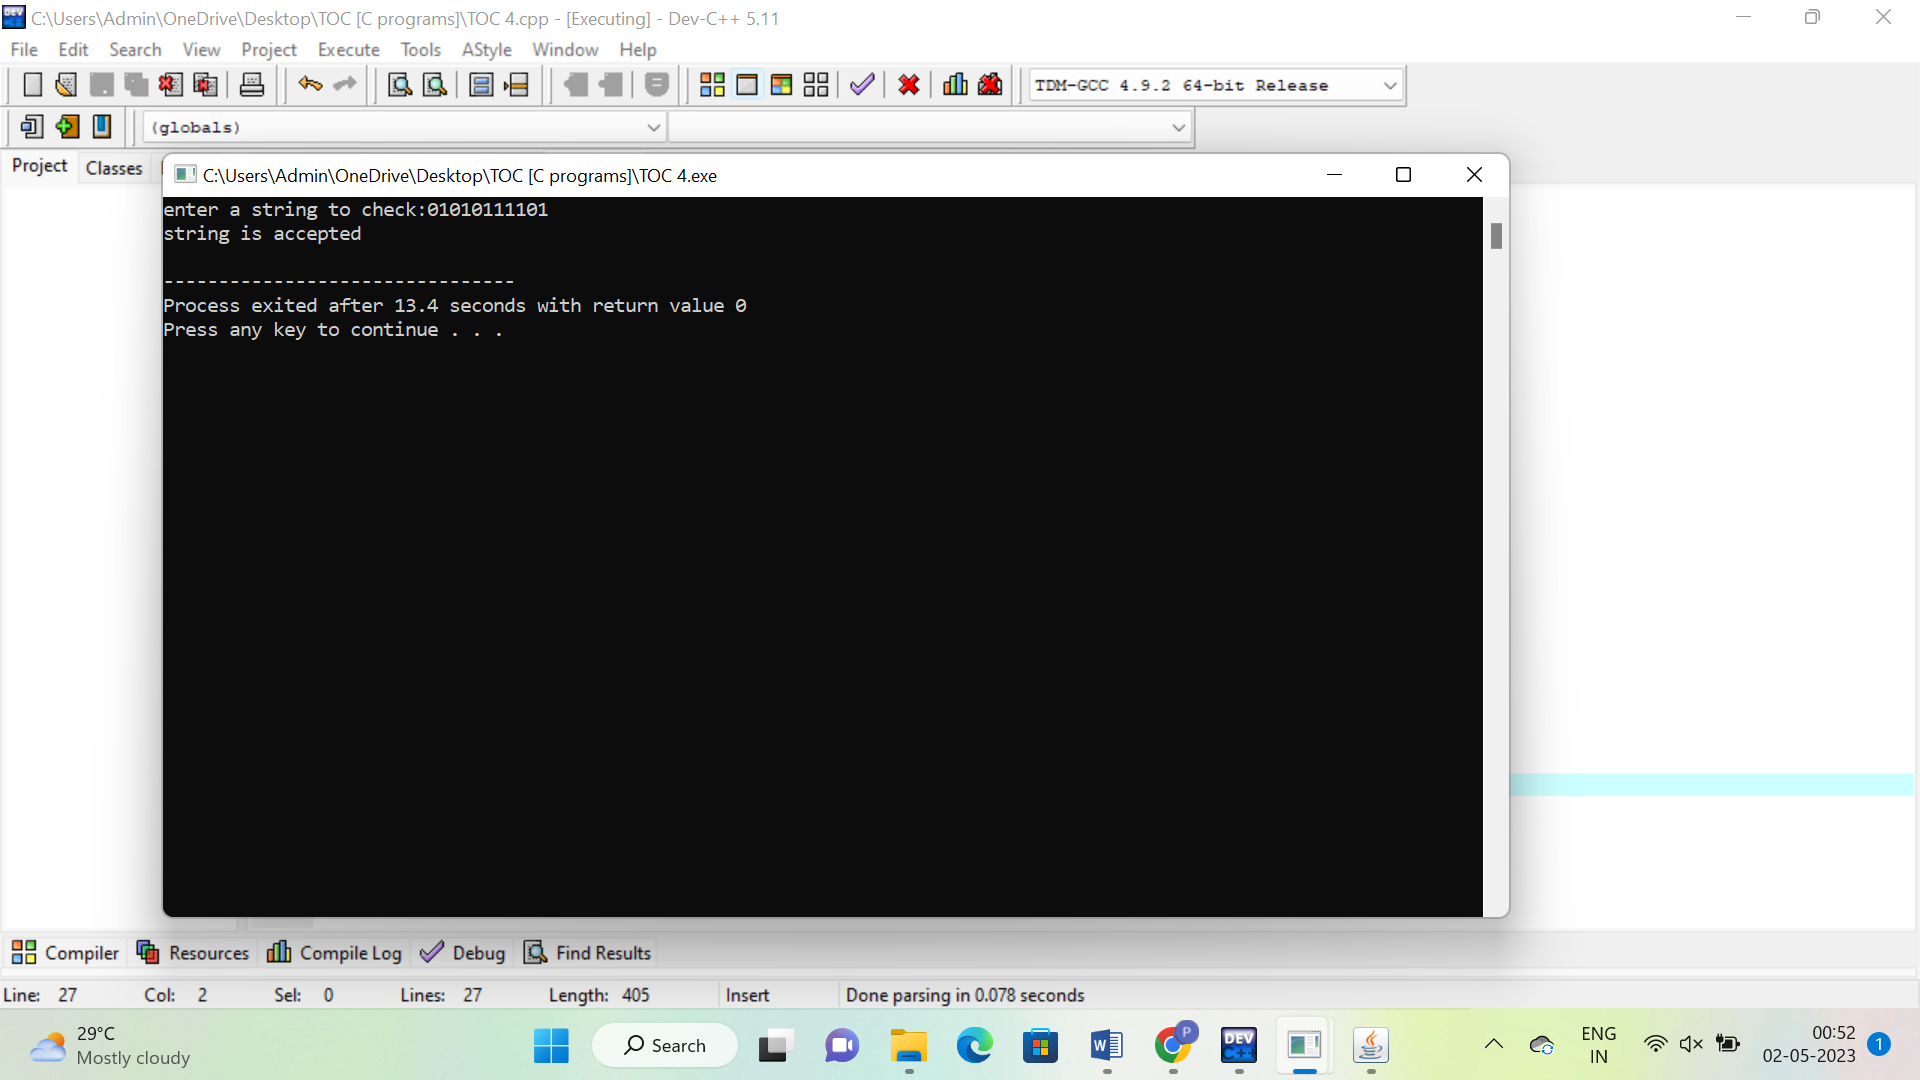 C:\Users\Admin\OneDrive\Desktop\TOC [C programs]\TOC 4.cpp - [Executing] - Dev-C++ 5.11
File Edit Search View Project Execute Tools AStyle Window Help
TDM-GCC 4.9.2 64-bit Release
(globals)
Project Classes
C:\Users\Admin\OneDrive\Desktop\TOC [C programs]\TOC 4.exe
enter a string to check:01010111101
string is accepted
--------------------------------
Process exited after 13.4 seconds with return value 0
Press any key to continue . . .
Compiler Resources Compile Log Debug Find Results
Line: 27 Col: 2 Sel: 0 Lines: 27 Length: 405 Insert Done parsing in 0.078 seconds
29°C
Mostly cloudy
Search
P
W
DEV
C++
ENG
IN
00:52
02-05-2023
1